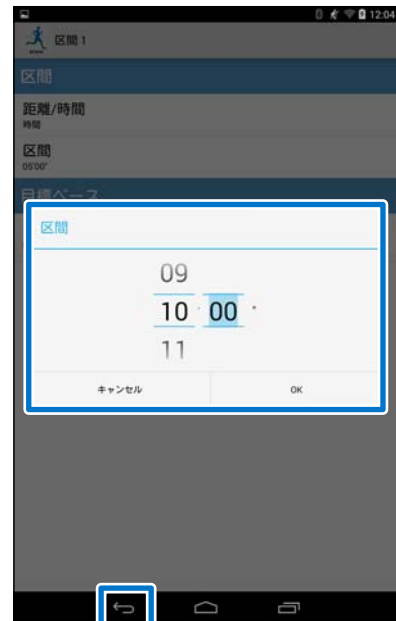 12:04
区間 1
区間
距離/時間
時間
区間
05'00"
目標ペース
区間
09
10 ' 00 "
11
キャンセル
OK